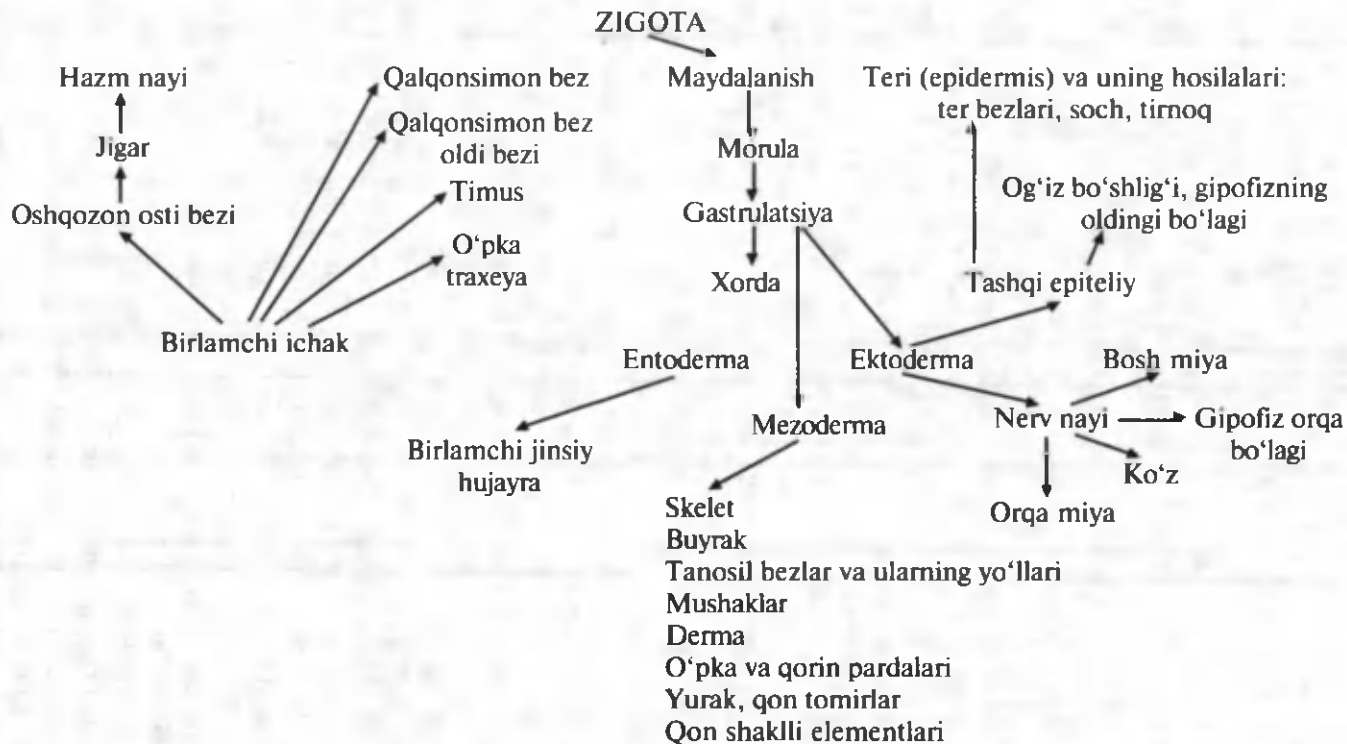 ZIGOTA
Hazm nayi
Qalqonsimon bez
Maydalanish
Teri (epidermis) va uning hosilalari:
ter bezlari, soch, tirnoq
Jigar
Qalqonsimon bez
oldi bezi
Morula
Timus
Og‘iz bo‘shlig‘i, gipofizning
oldingi bo‘lagi
Oshqozon osti bezi
Gastrulatsiya
O‘pka
traxeya
Xorda
Tashqi epiteliy
Birlamchi ichak
Entoderma
Ektoderma
Bosh miya
Mezoderma
Nerv nayi
Gipofiz orqa
bo‘lagi
Birlamchi jinsiy
hujayra
Ko‘z
Orqa miya
Skelet
Buyrak
Tanosil bezlar va ularning yo‘llari
Mushaklar
Derma
O‘pka va qorin pardalari
Yurak, qon tomirlar
Qon shaklli elementlari